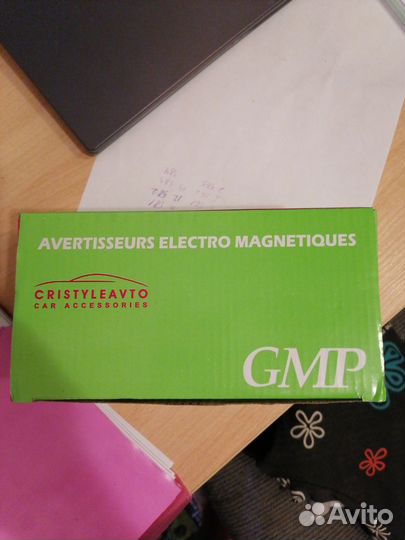 AVERTISSEURS ELECTRO MAGNETIQUES
CRISTYLEAVTO
CAR ACCESSORIES
GMP
Avito